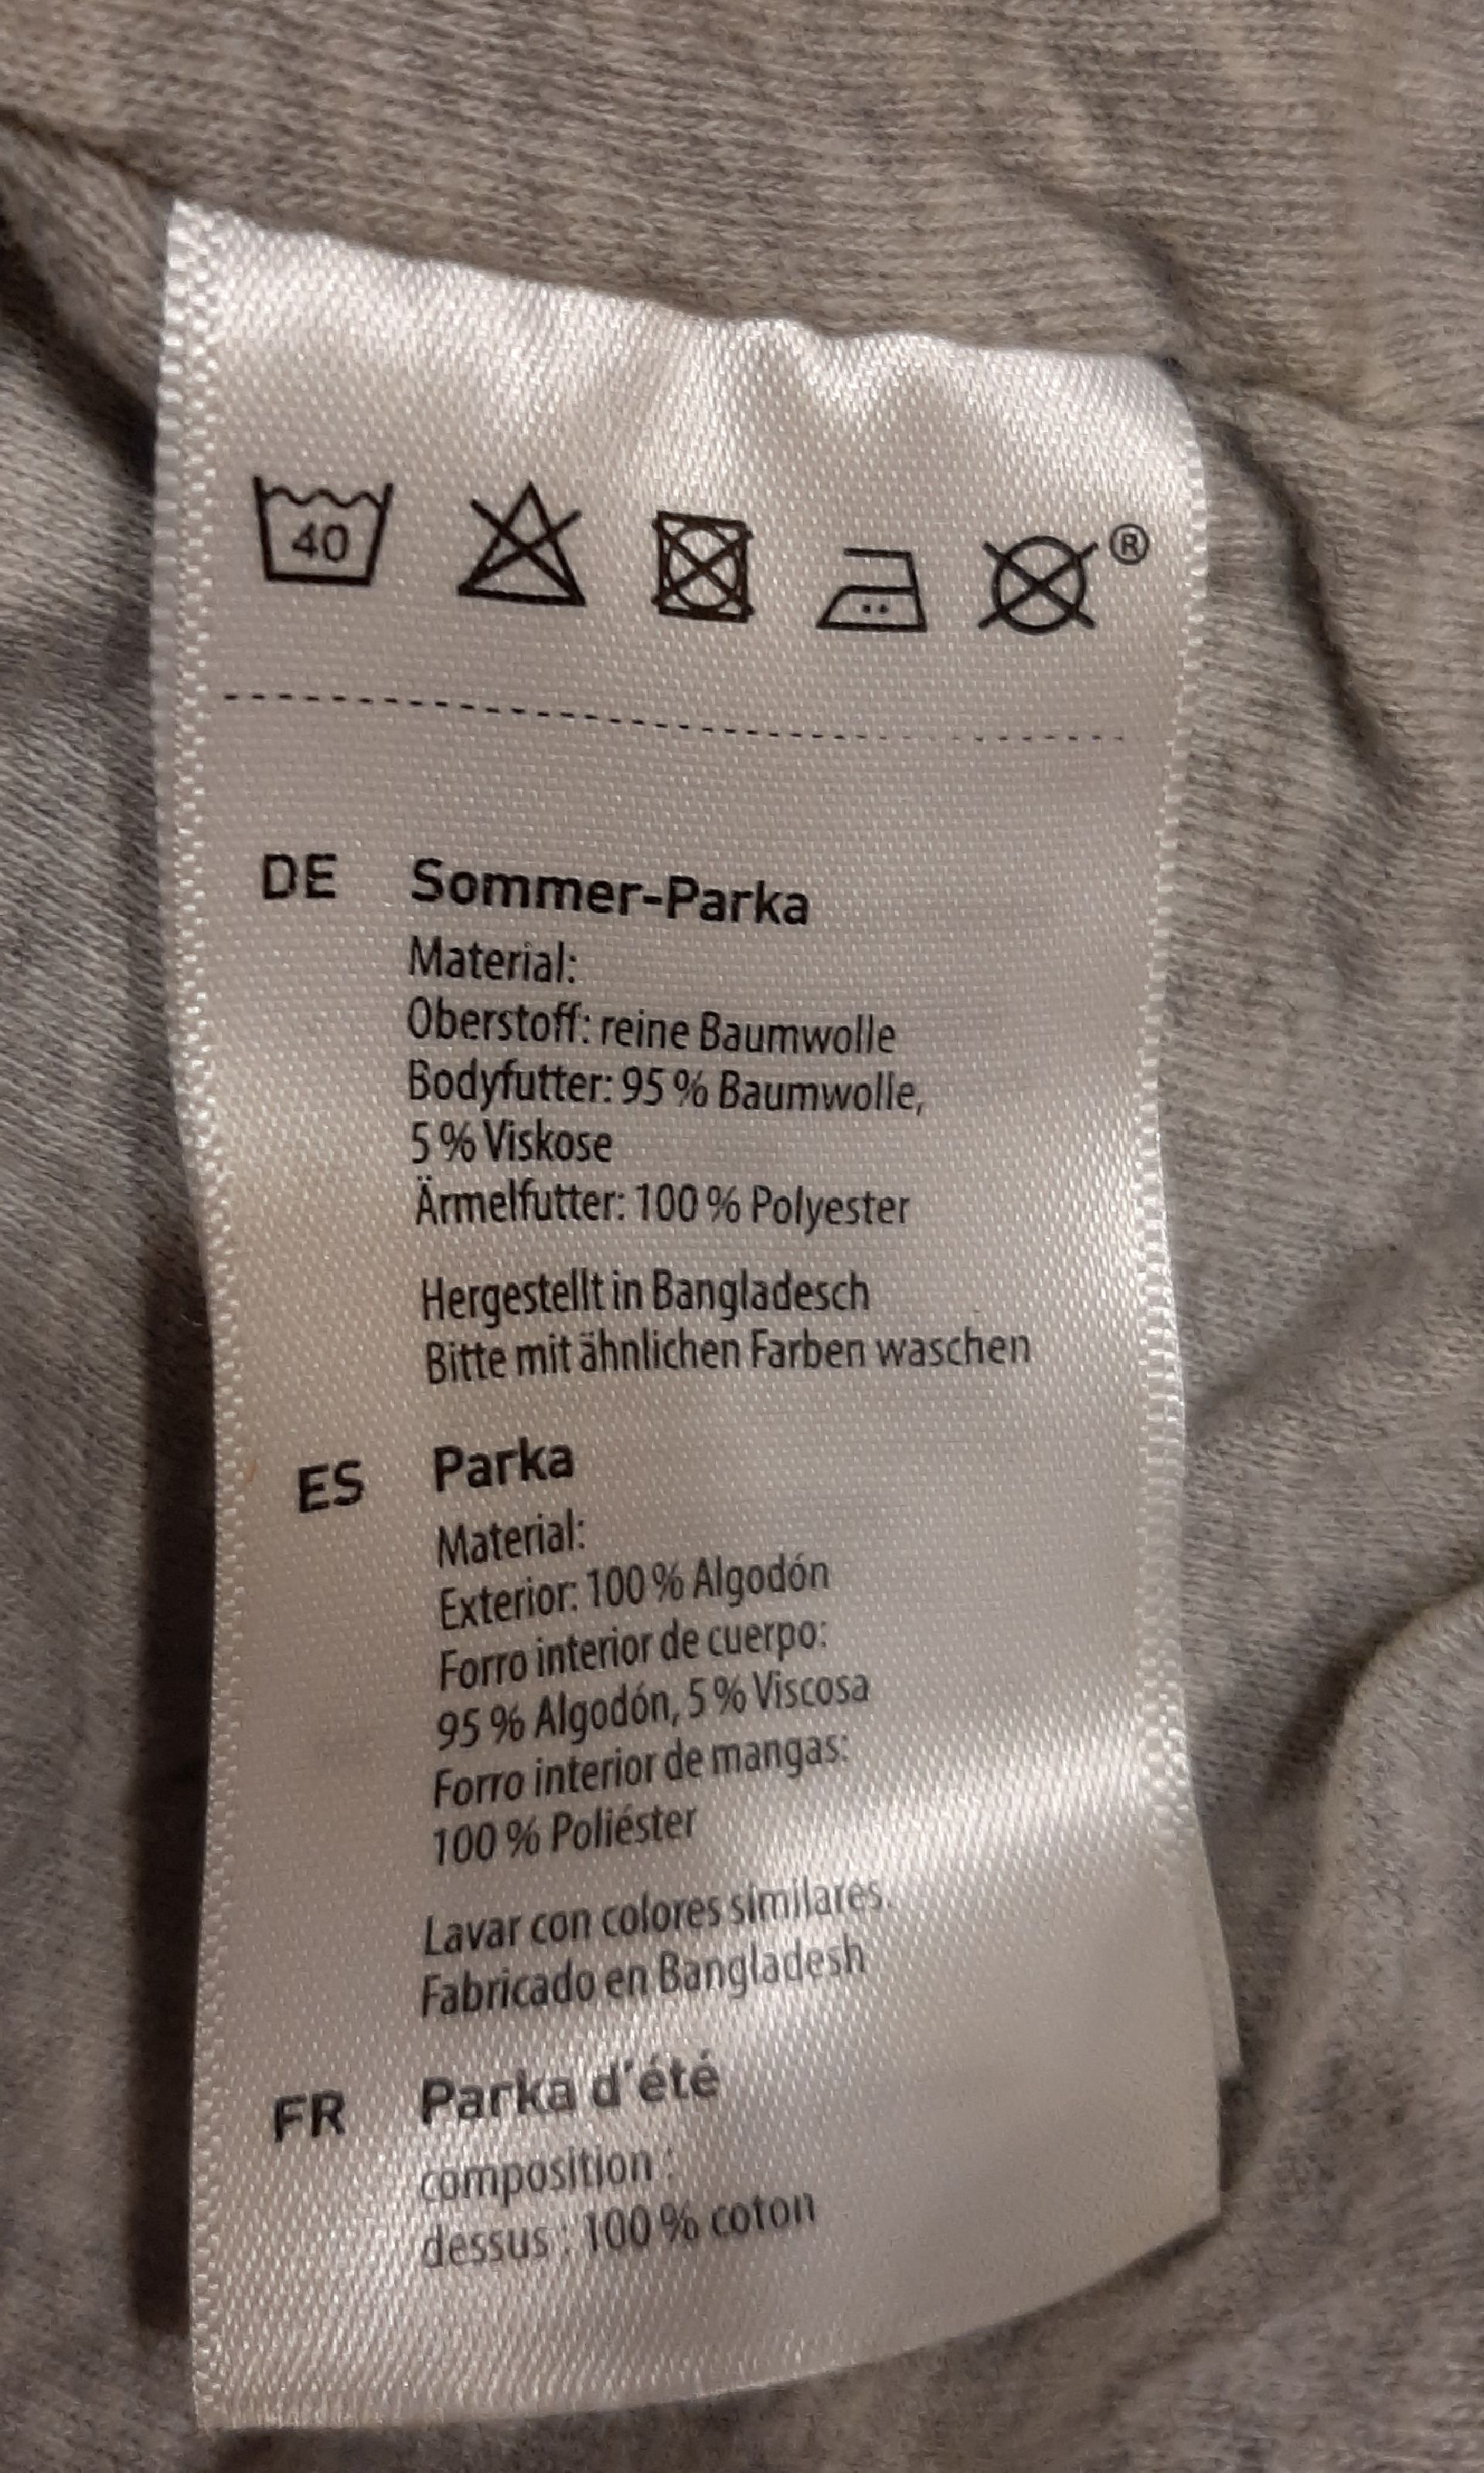 40
®
DE Sommer-Parka
Material:
Oberstoff: reine Baumwolle
Bodyfutter: 95 % Baumwolle,
5 % Viskose
Ärmelfutter: 100 % Polyester
Hergestellt in Bangladesch
Bitte mit ähnlichen Farben waschen
ES Parka
Material:
Exterior: 100 % Algodón
Forro interior de cuerpo:
95 % Algodón, 5 % Viscosa
Forro interior de mangas:
100 % Poliéster
Lavar con colores similares.
Fabricado en Bangladesh
FR Parka d'été
composition :
dessus : 100 % coton